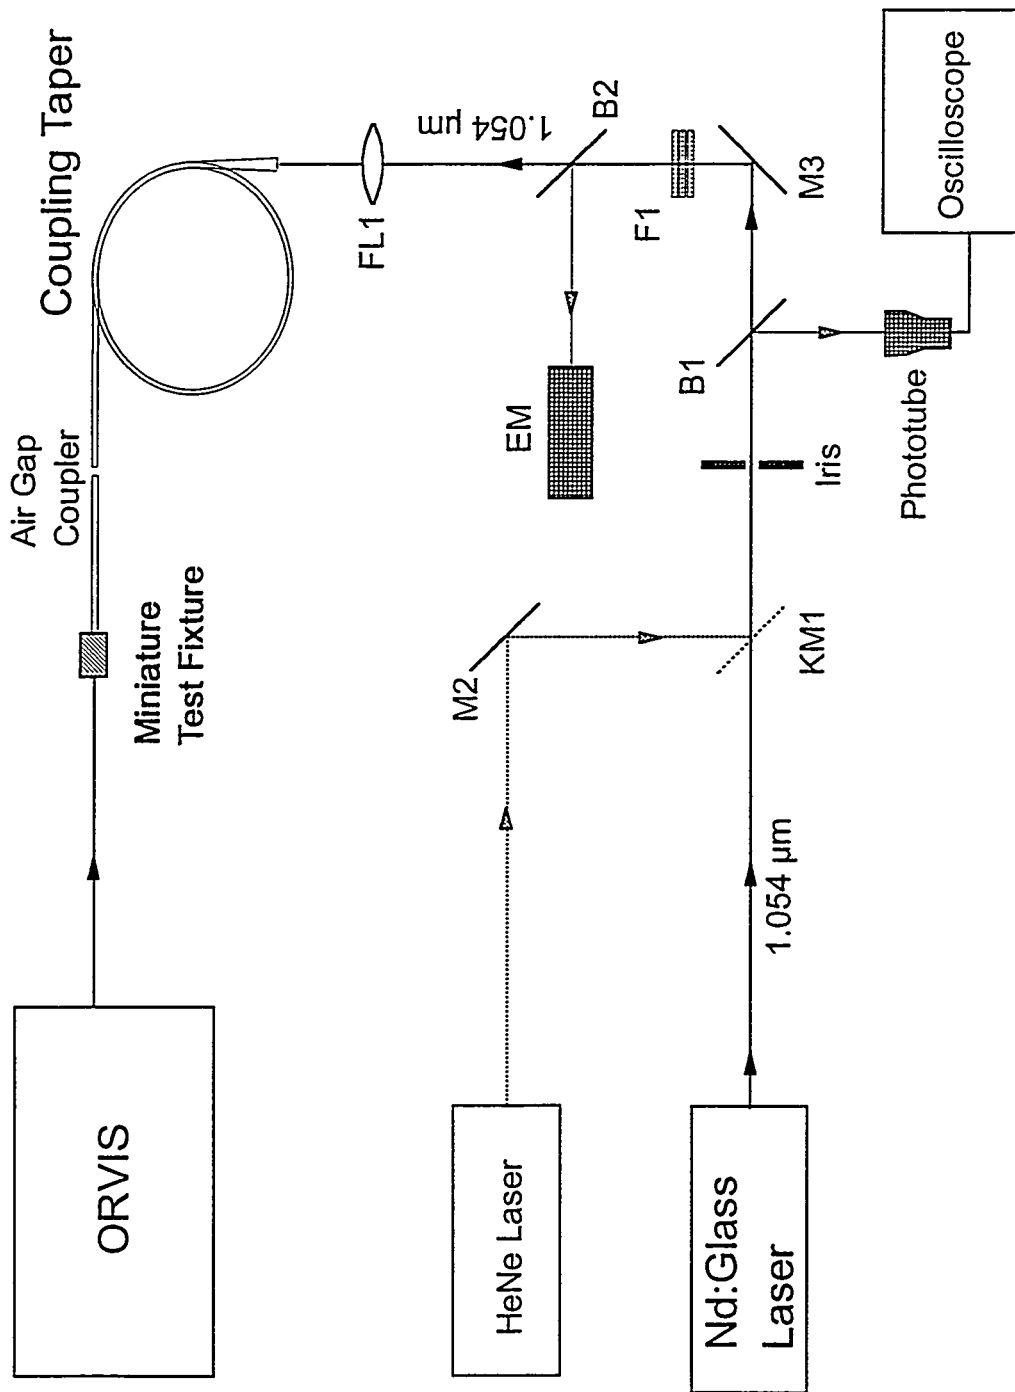 ORVIS
Miniature
Test Fixture
Air Gap
Coupler
Coupling Taper
HeNe Laser
M2
EM
FL1
1.054 µm
B2
F1
Nd:Glass
Laser
1.054 µm
KM1
Iris
B1
M3
Phototube
Oscilloscope